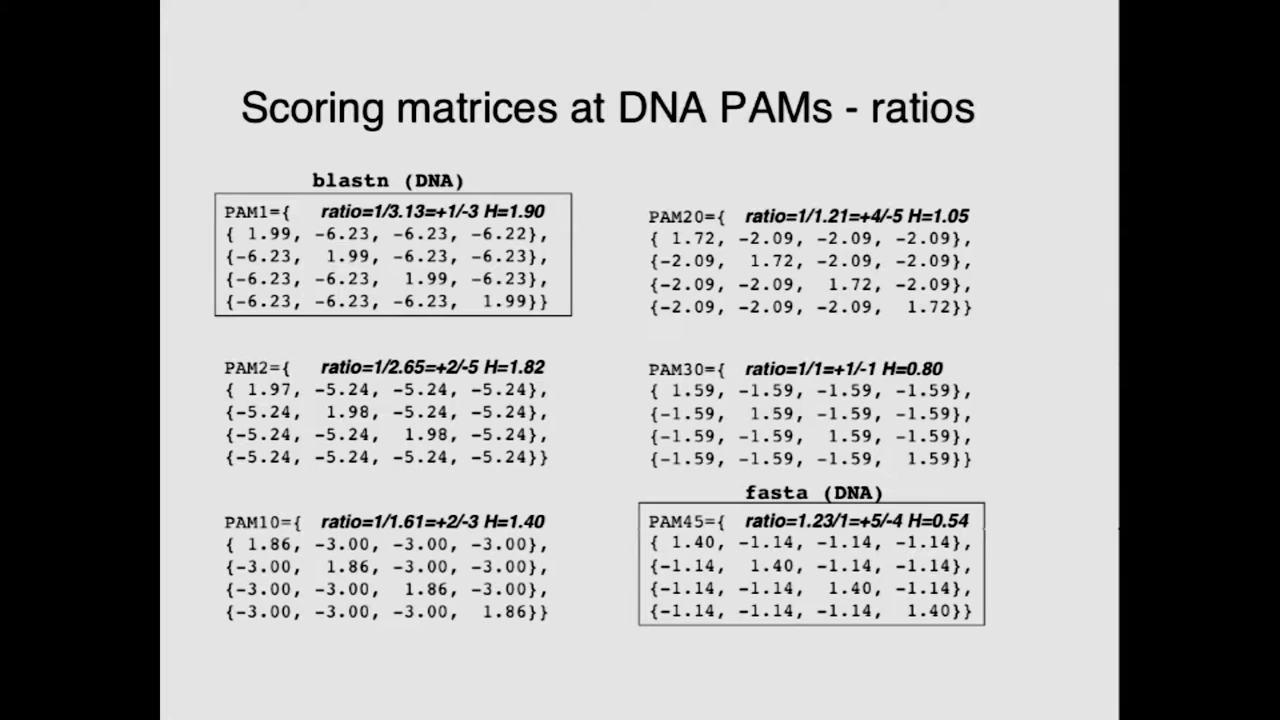 Scoring matrices at DNA PAMs - ratios
blastn (DNA)
PAM1={ ratio=1/3.13=+1/-3 H=1.90
{ 1.99, -6.23, -6.23, -6.22},
{-6.23, 1.99, -6.23, -6.23},
{-6.23, -6.23, 1.99, -6.23},
{-6.23, -6.23, -6.23, 1.99}}
PAM2={ ratio=1/2.65=+2/-5 H=1.82
{ 1.97, -5.24, -5.24, -5.24},
{-5.24, 1.98, -5.24, -5.24},
{-5.24, -5.24, 1.98, -5.24},
{-5.24, -5.24, -5.24, -5.24}}
PAM10={ ratio=1/1.61=+2/-3 H=1.40
{ 1.86, -3.00, -3.00, -3.00},
{-3.00, 1.86, -3.00, -3.00},
{-3.00, -3.00, 1.86, -3.00},
{-3.00, -3.00, -3.00, 1.86}}
PAM20={ ratio=1/1.21=+4/-5 H=1.05
{ 1.72, -2.09, -2.09, -2.09},
{-2.09, 1.72, -2.09, -2.09},
{-2.09, -2.09, 1.72, -2.09},
{-2.09, -2.09, -2.09, 1.72}}
PAM30={ ratio=1/1=+1/-1 H=0.80
{ 1.59, -1.59, -1.59, -1.59},
{-1.59, 1.59, -1.59, -1.59},
{-1.59, -1.59, 1.59, -1.59},
{-1.59, -1.59, -1.59, 1.59}}
fasta (DNA)
PAM45={ ratio=1.23/1=+5/-4 H=0.54
{ 1.40, -1.14, -1.14, -1.14},
{-1.14, 1.40, -1.14, -1.14},
{-1.14, -1.14, 1.40, -1.14},
{-1.14, -1.14, -1.14, 1.40}}